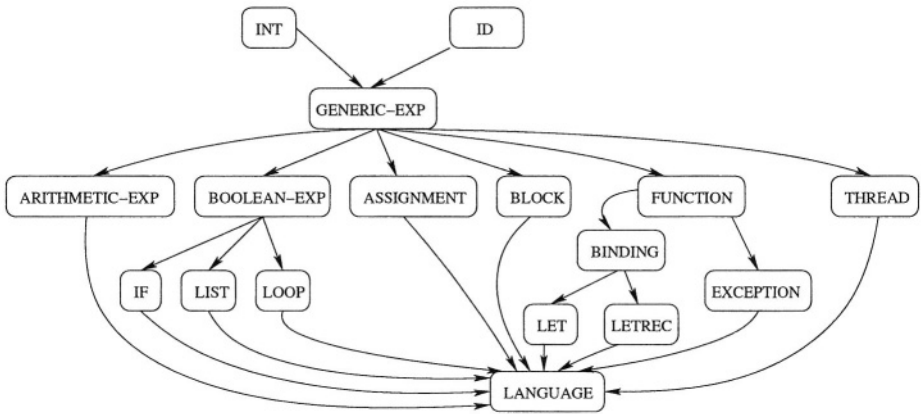 INT
ID
GENERIC–EXP
ARITHMETIC–EXP
BOOLEAN–EXP
ASSIGNMENT
BLOCK
FUNCTION
THREAD
BINDING
IF
LIST
LOOP
EXCEPTION
LET
LETREC
LANGUAGE